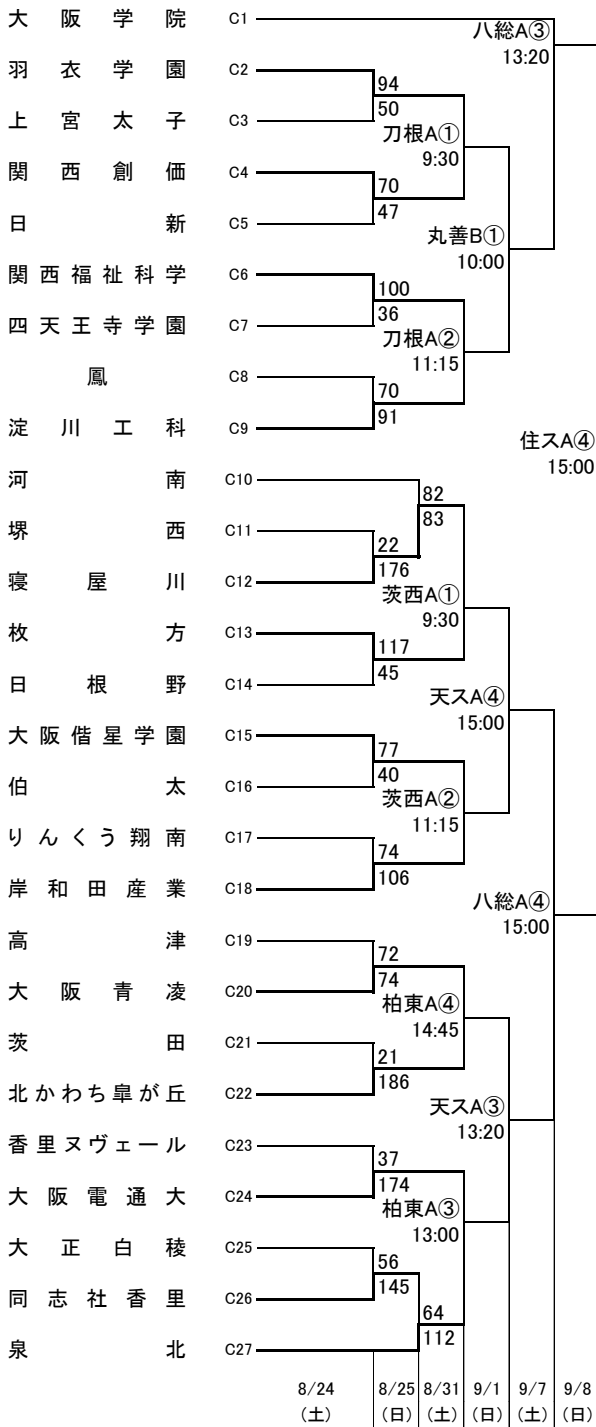 大阪学院 C1
八総A③
13:20
羽衣学園 C2
94
50
上宮太子 C3
刀根A①
9:30
関西創価 C4
70
47
日新 C5
丸善B①
10:00
関西福祉科学 C6
100
36
四天王寺学園 C7
刀根A②
11:15
鳳 C8
70
91
淀川工科 C9
住スA④
15:00
河南 C10
82
83
堺西 C11
22
176
寝屋川 C12
茨西A①
9:30
枚方 C13
117
45
日根野 C14
天スA④
15:00
大阪偕星学園 C15
77
40
伯太 C16
茨西A②
11:15
りんくう翔南 C17
74
106
岸和田産業 C18
八総A④
15:00
高津 C19
72
74
大阪青凌 C20
柏東A④
14:45
茨田 C21
21
186
北かわち皐が丘 C22
天スA③
13:20
香里ヌヴェール C23
37
174
大阪電通大 C24
柏東A③
13:00
大正白稜 C25
56
145
同志社香里 C26
64
112
泉北 C27
8/24 8/25 8/31 9/1 9/7 9/8
(土) (日) (土) (日) (土) (日)